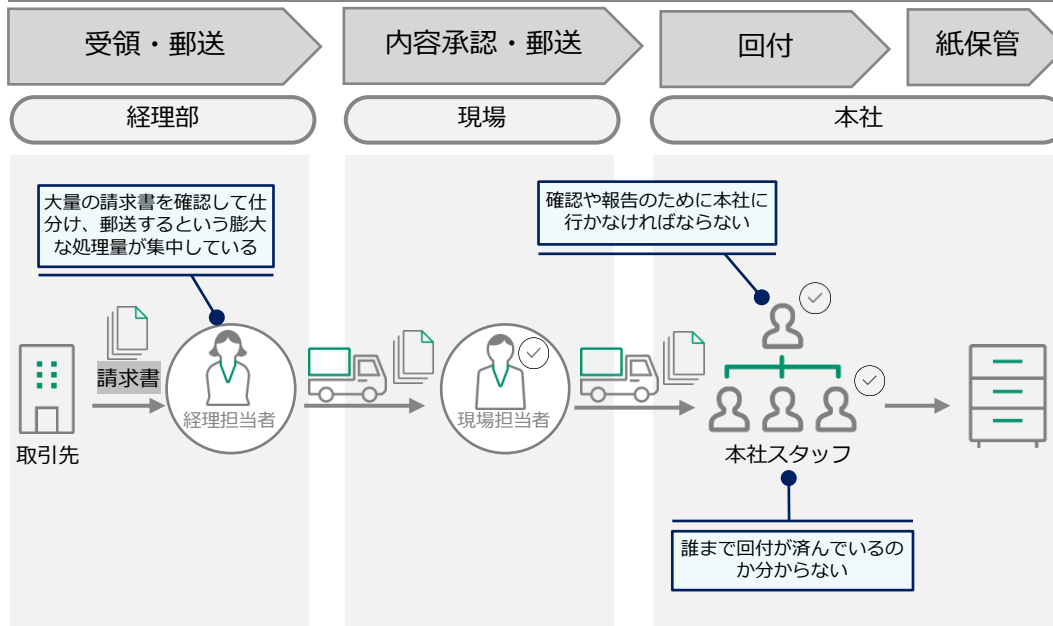 受領・郵送
内容承認・郵送
回付
紙保管
経理部
現場
本社
大量の請求書を確認して仕
分け、郵送するという膨大
な処理量が集中している
確認や報告のために本社に
行かなければならない
請求書
経理担当者
現場担当者
取引先
本社スタッフ
誰まで回付が済んでいるの
か分からない